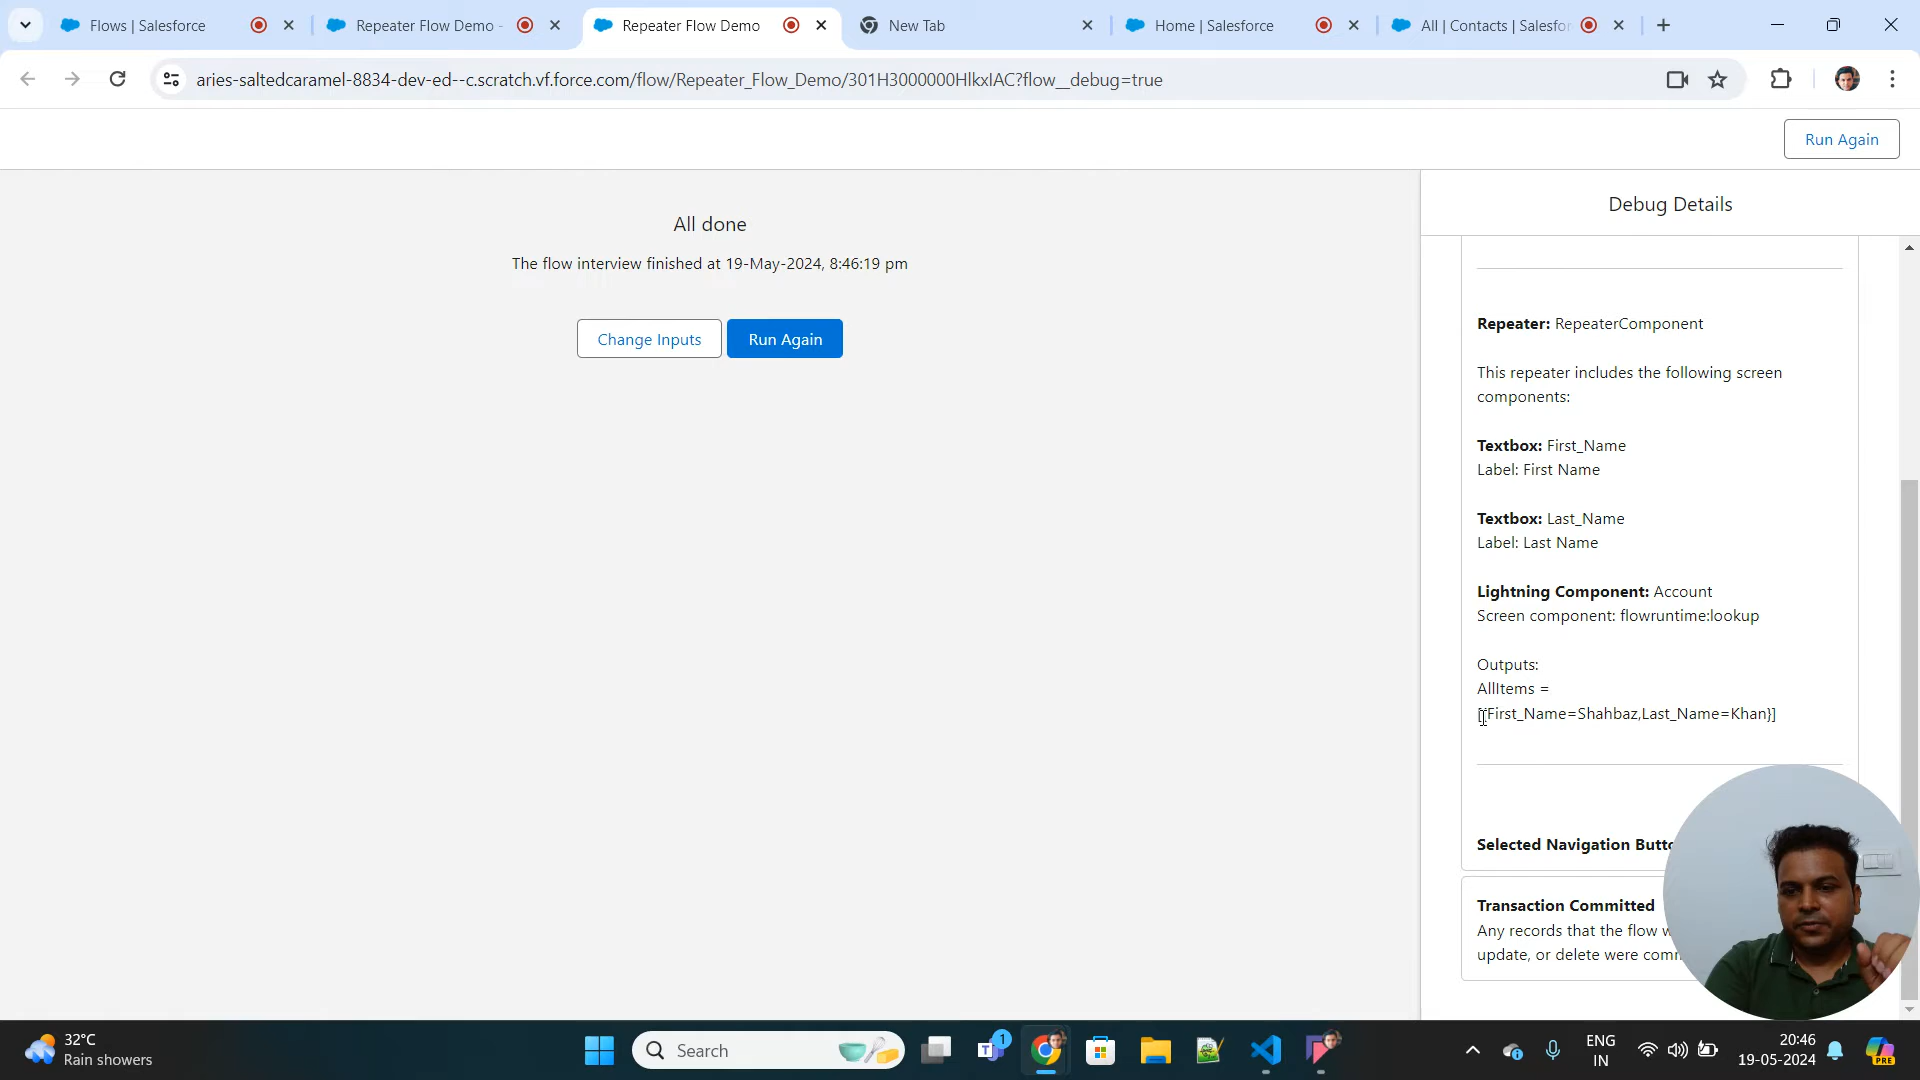 Flows | Salesforce
Repeater Flow Demo -
Repeater Flow Demo
New Tab
Home | Salesforce
All | Contacts | Salesfor
aries-saltedcaramel-8834-dev-ed--c.scratch.vf.force.com/flow/Repeater_Flow_Demo/301H3000000HlkxIAC?flow__debug=true
Run Again
All done
The flow interview finished at 19-May-2024, 8:46:19 pm
Change Inputs
Run Again
Debug Details
Repeater: RepeaterComponent
This repeater includes the following screen
components:
Textbox: First_Name
Label: First Name
Textbox: Last_Name
Label: Last Name
Lightning Component: Account
Screen component: flowruntime:lookup
Outputs:
AllItems =
[{First_Name=Shahbaz,Last_Name=Khan}]
Selected Navigation Butto
Transaction Committed
Any records that the flow w
update, or delete were com
32°C
Rain showers
Search
1
ENG
IN
20:46
19-05-2024
PRE